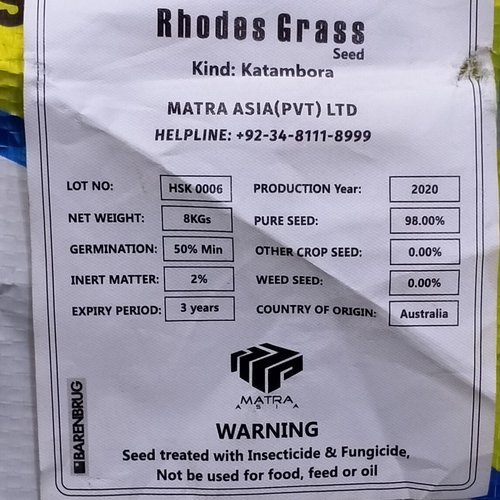 S
Rhodes Grass
Seed
Kind: Katambora
MATRA ASIA(PVT) LTD
HELPLINE: +92-34-8111-8999
LOT NO: HSK 0006 PRODUCTION Year: 2020
NET WEIGHT: 8KGs PURE SEED: 98.00%
GERMINATION: 50% Min OTHER CROP SEED: 0.00%
INERT MATTER: 2% WEED SEED: 0.00%
EXPIRY PERIOD: 3 years COUNTRY OF ORIGIN: Australia
MATRA
ASIA
BARENBRUG
WARNING
Seed treated with Insecticide & Fungicide,
Not be used for food, feed or oil